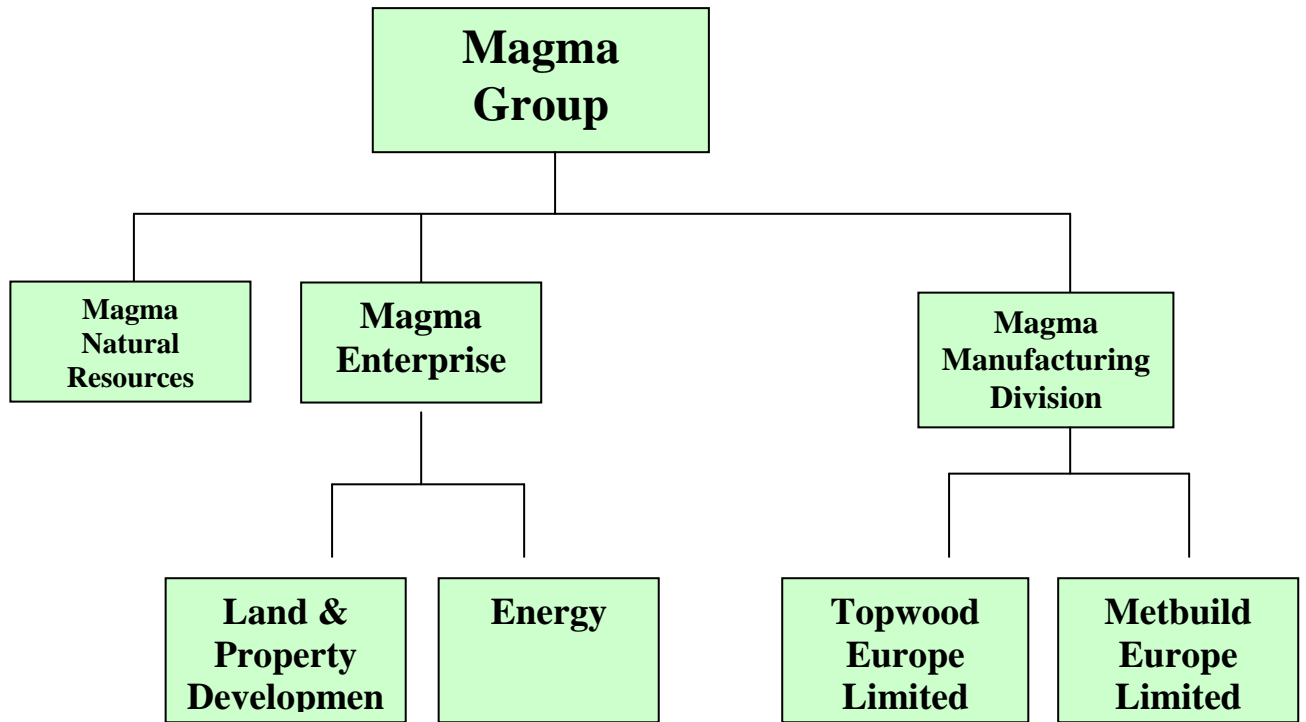 Magma
Group
Magma
Natural
Resources
Magma
Enterprise
Magma
Manufacturing
Division
Land &
Property
Developmen
Energy
Topwood
Europe
Limited
Metbuild
Europe
Limited